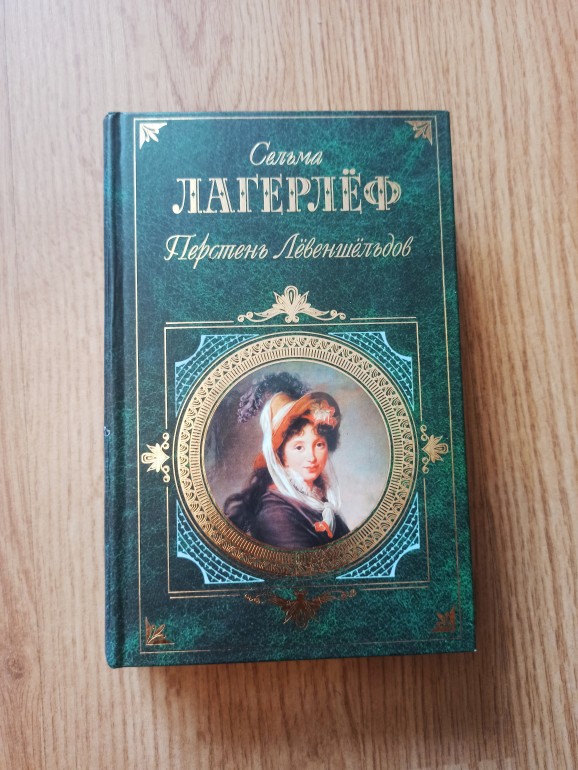 Сельма
ЛАГЕРЛЁФ
Перстень Лёвеншёльдов